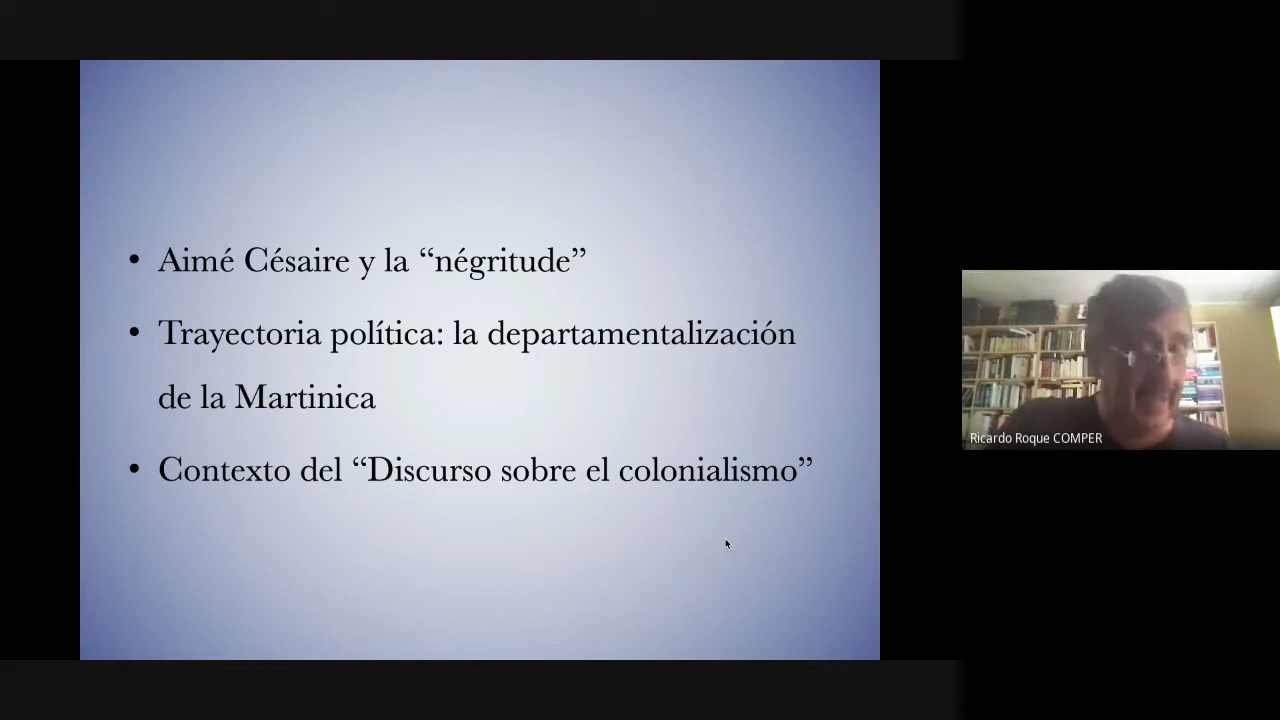 • Aimé Césaire y la “négritude”
• Trayectoria política: la departamentalización
de la Martinica
• Contexto del “Discurso sobre el colonialismo”
Ricardo Roque COMPER